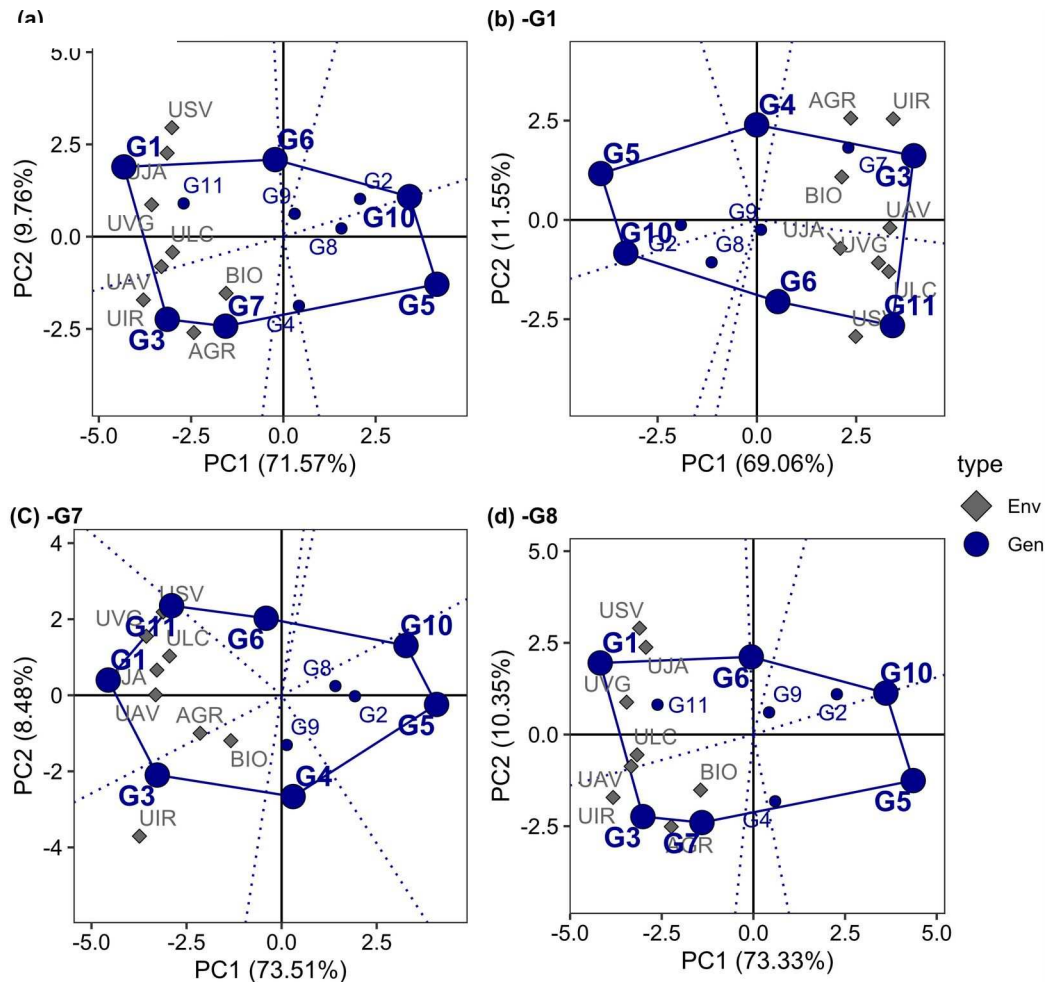 (a)
5.0
2.5
0.0
-2.5
PC2 (9.76%)
USV
G1
UJA
G11
UVG
ULC
UAV
UIR
G3
G7
BIO
AGR
G6
G9
G2
G10
G8
G4
G5
-5.0 -2.5 0.0 2.5
PC1 (71.57%)
(b) -G1
2.5
0.0
-2.5
PC2 (11.55%)
AGR UIR
G4
G5
G7
G3
BIO
UAV
G9
G10
G2
G8
UJA
UVG
ULC
G6
G11
USV
-5.0 -2.5 0.0 2.5
PC1 (69.06%)
type
Env
Gen
(C) -G7
4
2
0
-2
-4
PC2 (8.48%)
USV
UVG
G11
ULC
G6
G10
G1
JA
G8
UAV
G2
G5
AGR
BIO
G9
G4
G3
UIR
-5.0 -2.5 0.0 2.5
PC1 (73.51%)
(d) -G8
5.0
2.5
0.0
-2.5
PC2 (10.35%)
USV
G1
UJA
G6
G10
UVG
G11
G9
G2
ULC
UAV
BIO
UIR
G3
G7
AGR
G4
G5
-5.0 -2.5 0.0 2.5 5.0
PC1 (73.33%)